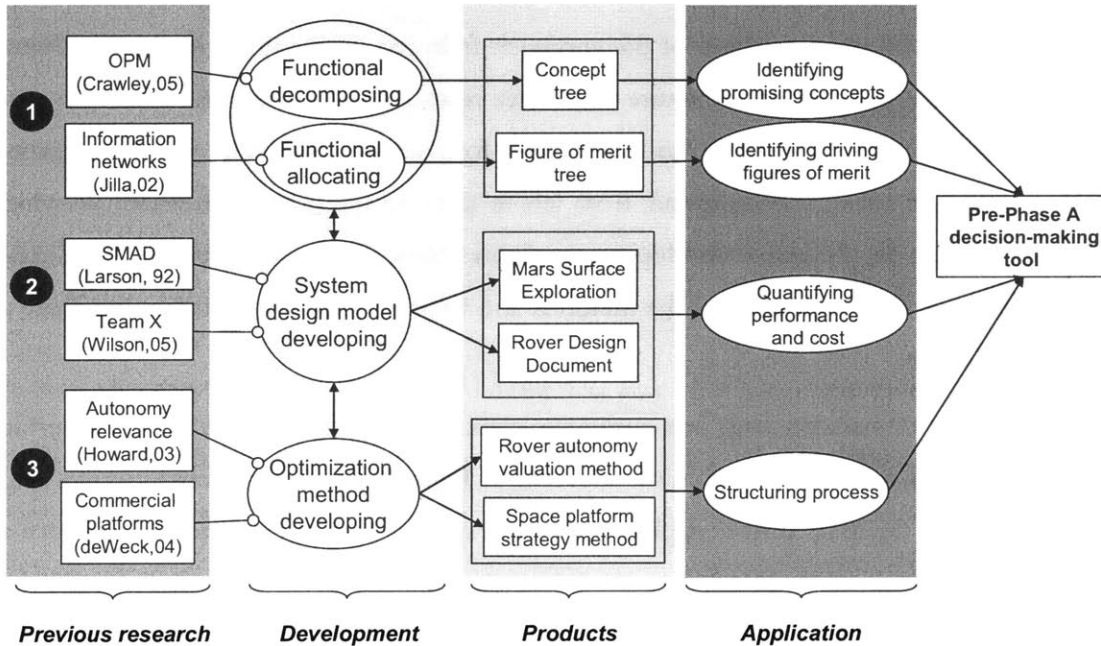 1
OPM
(Crawley,05)
Functional
decomposing
Concept
tree
Identifying
promising concepts
Information
networks
(Jilla,02)
Functional
allocating
Figure of merit
tree
Identifying driving
figures of merit
Pre-Phase A
decision-making
tool
2
SMAD
(Larson, 92)
Team X
(Wilson,05)
System
design model
developing
Mars Surface
Exploration
Rover Design
Document
Quantifying
performance
and cost
3
Autonomy
relevance
(Howard,03)
Commercial
platforms
(deWeck,04)
Optimization
method
developing
Rover autonomy
valuation method
Space platform
strategy method
Structuring process
Previous research
Development
Products
Application